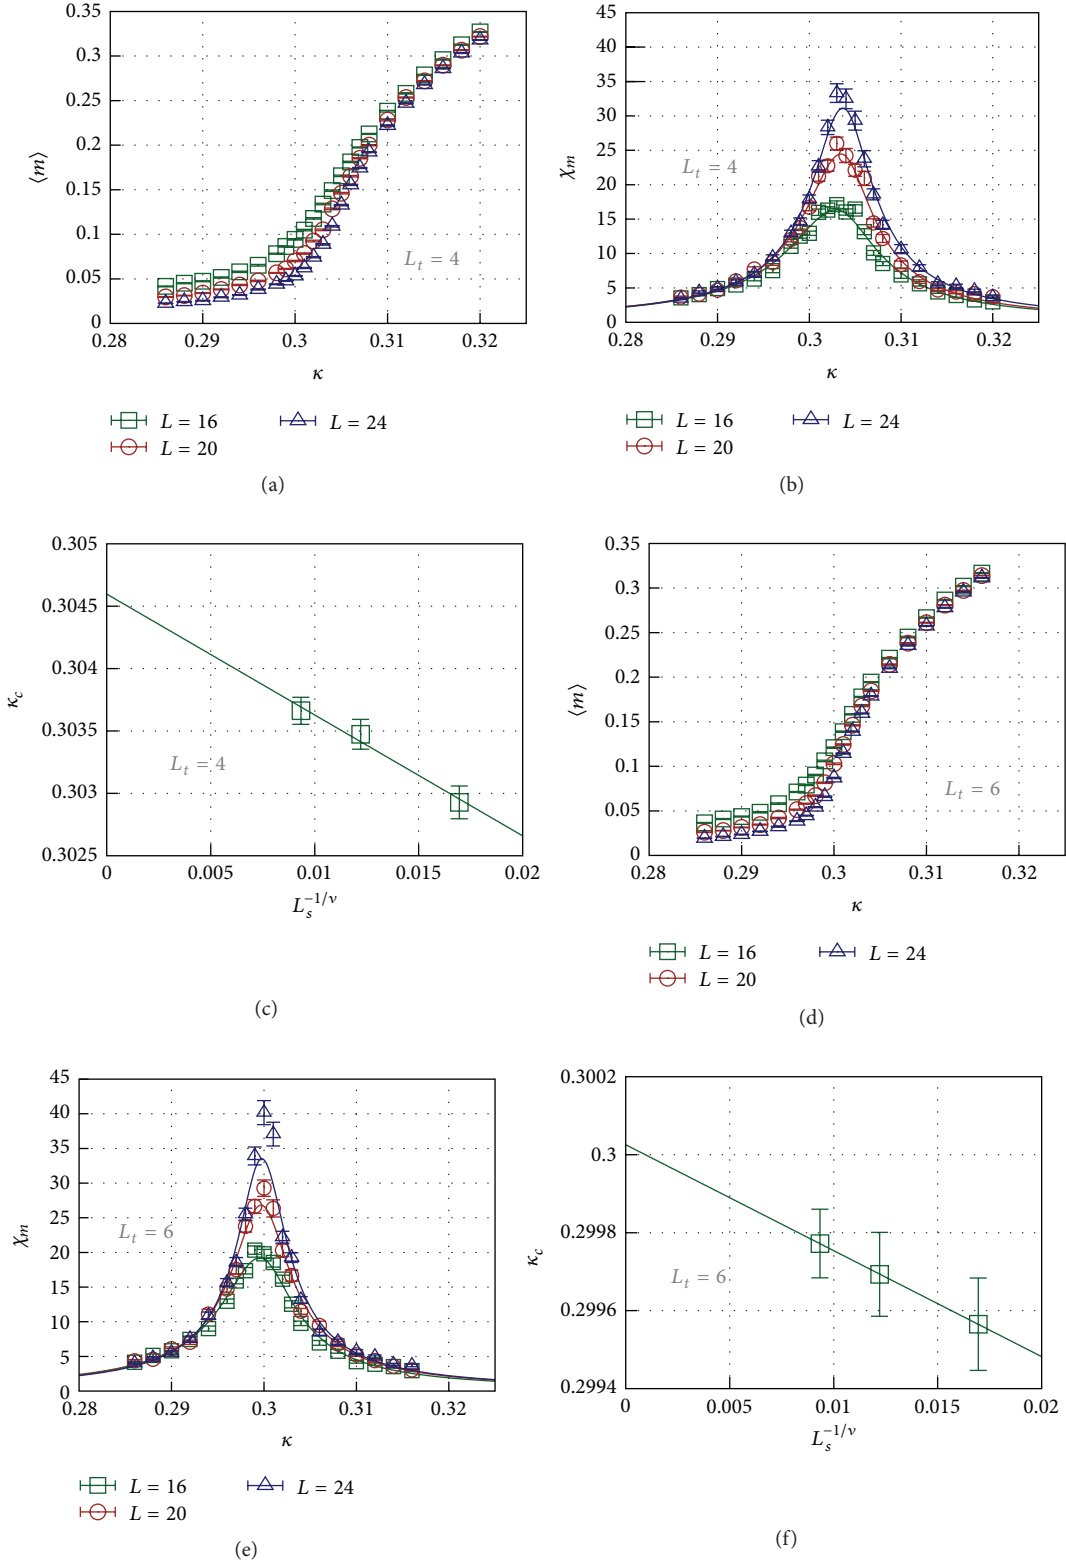 0.35
0.3
0.25
0.2
0.15
0.1
0.05
0
⟨m⟩
L_t = 4
0.28 0.29 0.3 0.31 0.32
κ
L = 16 L = 24
L = 20
(a)
45
40
35
30
25
20
15
10
5
0
χ_m
L_t = 4
0.28 0.29 0.3 0.31 0.32
κ
L = 16 L = 24
L = 20
(b)
0.305
0.3045
0.304
0.3035
0.303
0.3025
κ_c
L_t = 4
0 0.005 0.01 0.015 0.02
L_s^{-1/ν}
(c)
0.35
0.3
0.25
0.2
0.15
0.1
0.05
0
⟨m⟩
L_t = 6
0.28 0.29 0.3 0.31 0.32
κ
L = 16 L = 24
L = 20
(d)
45
40
35
30
25
20
15
10
5
0
χ_m
L_t = 6
0.28 0.29 0.3 0.31 0.32
κ
L = 16 L = 24
L = 20
(e)
0.3002
0.3
0.2998
0.2996
0.2994
κ_c
L_t = 6
0 0.005 0.01 0.015 0.02
L_s^{-1/ν}
(f)